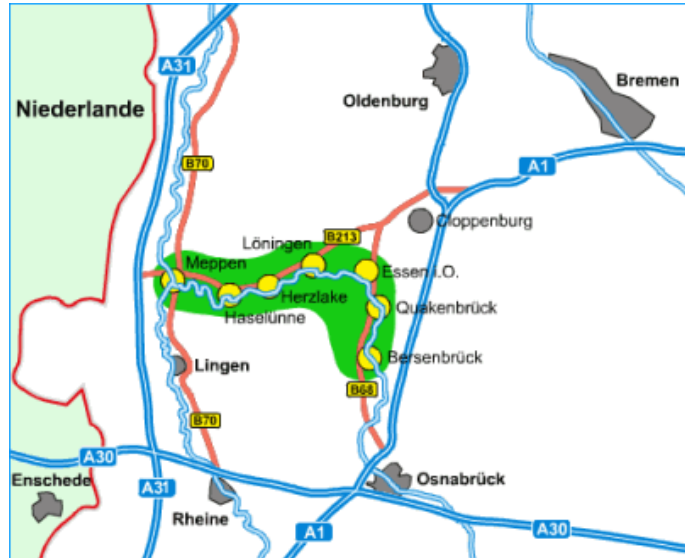 A31
Bremen
Oldenburg
Niederlande
B70
A1
Cloppenburg
B213
Löningen
Meppen
Essen i.O.
Herzlake
Quakenbrück
Haselünne
Bersenbrück
Lingen
B68
B70
A30
Enschede
Osnabrück
A31
Rheine
A1
A30